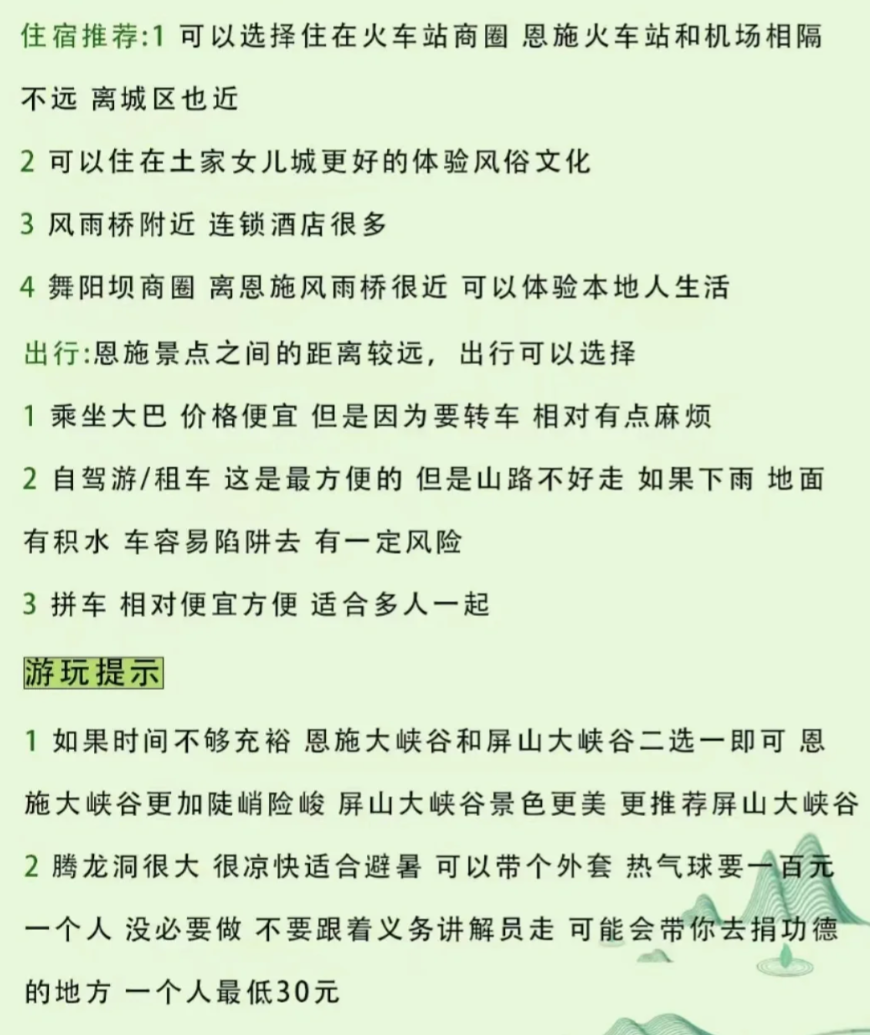 住宿推荐:1 可以选择住在火车站商圈 恩施火车站和机场相隔
不远 离城区也近
2 可以住在土家女儿城更好的体验风俗文化
3 风雨桥附近 连锁酒店很多
4 舞阳坝商圈 离恩施风雨桥很近 可以体验本地人生活
出行:恩施景点之间的距离较远，出行可以选择
1 乘坐大巴 价格便宜 但是因为要转车 相对有点麻烦
2 自驾游/租车 这是最方便的 但是山路不好走 如果下雨 地面
有积水 车容易陷阱去 有一定风险
3 拼车 相对便宜方便 适合多人一起
游玩提示
1 如果时间不够充裕 恩施大峡谷和屏山大峡谷二选一即可 恩
施大峡谷更加陡峭险峻 屏山大峡谷景色更美 更推荐屏山大峡谷
2 腾龙洞很大 很凉快适合避暑 可以带个外套 热气球要一百元
一个人 没必要做 不要跟着义务讲解员走 可能会带你去捐功德
的地方 一个人最低30元